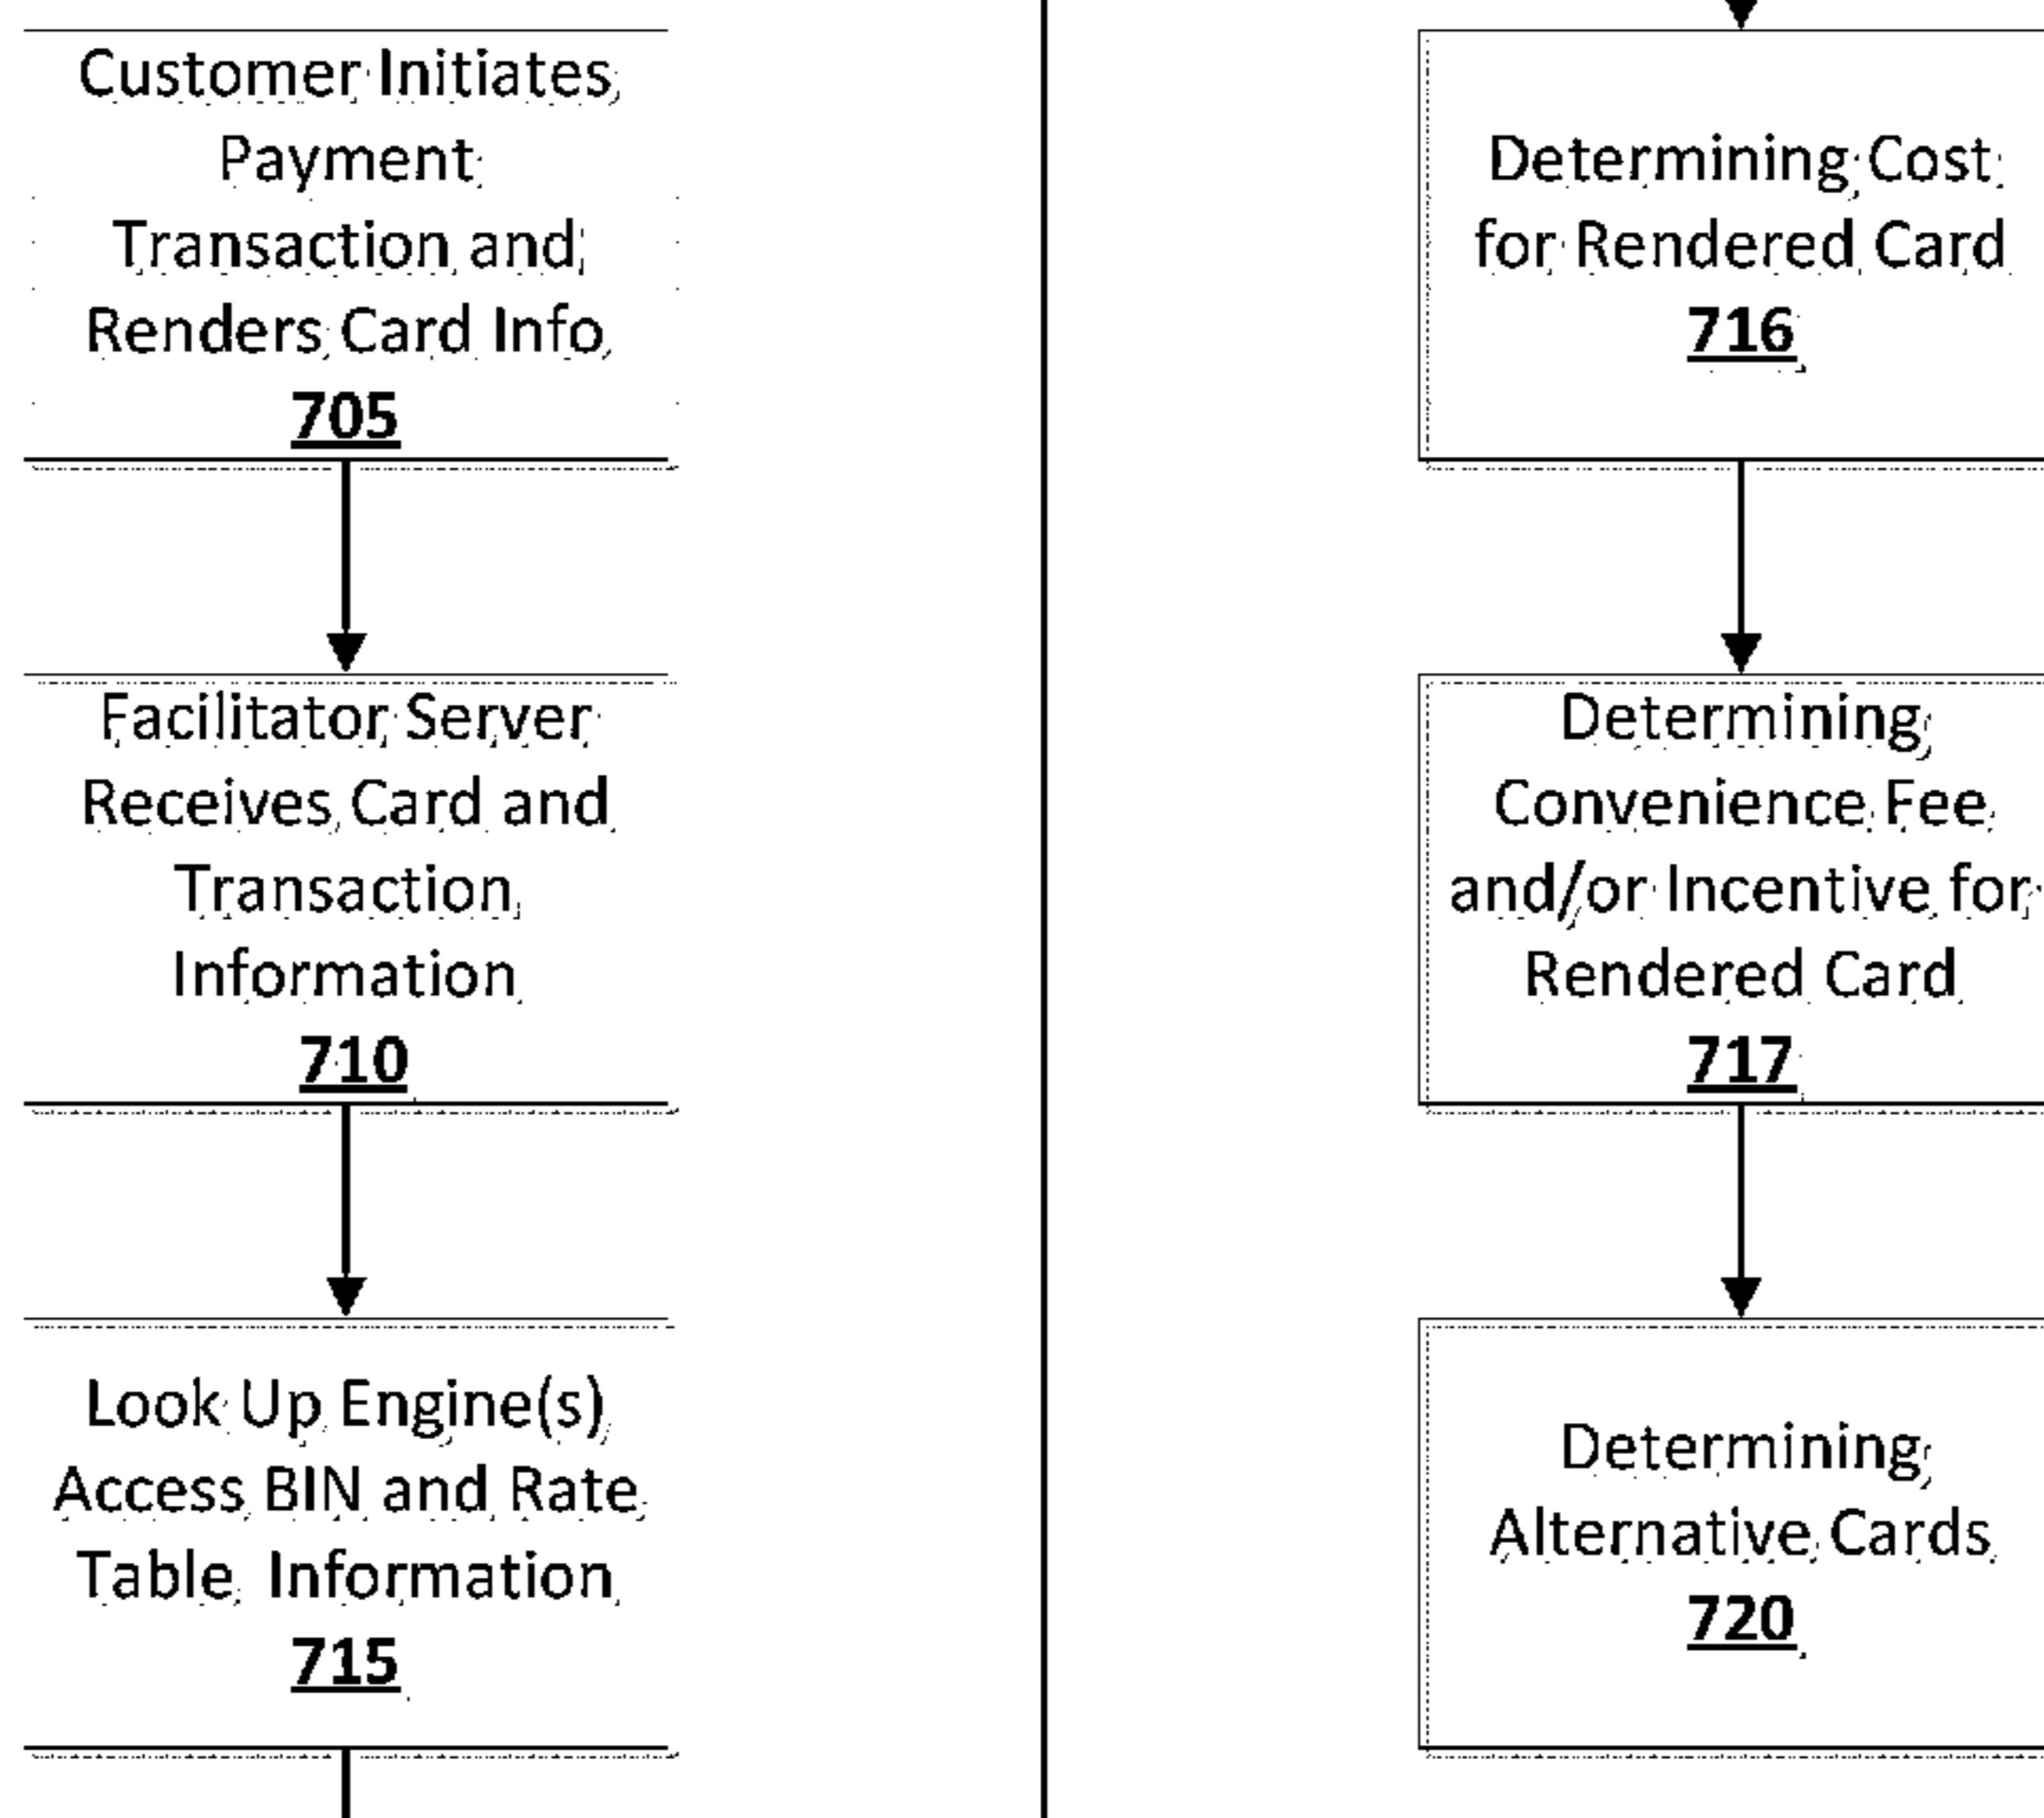 Customer Initiates
Payment
Transaction and
Renders Card Info
705
Facilitator Server
Receives Card and
Transaction
Information
710
Look Up Engine(s)
Access BIN and Rate
Table Information
715
Determining Cost
for Rendered Card
716
Determining
Convenience Fee
and/or Incentive for
Rendered Card
717
Determining
Alternative Cards
720